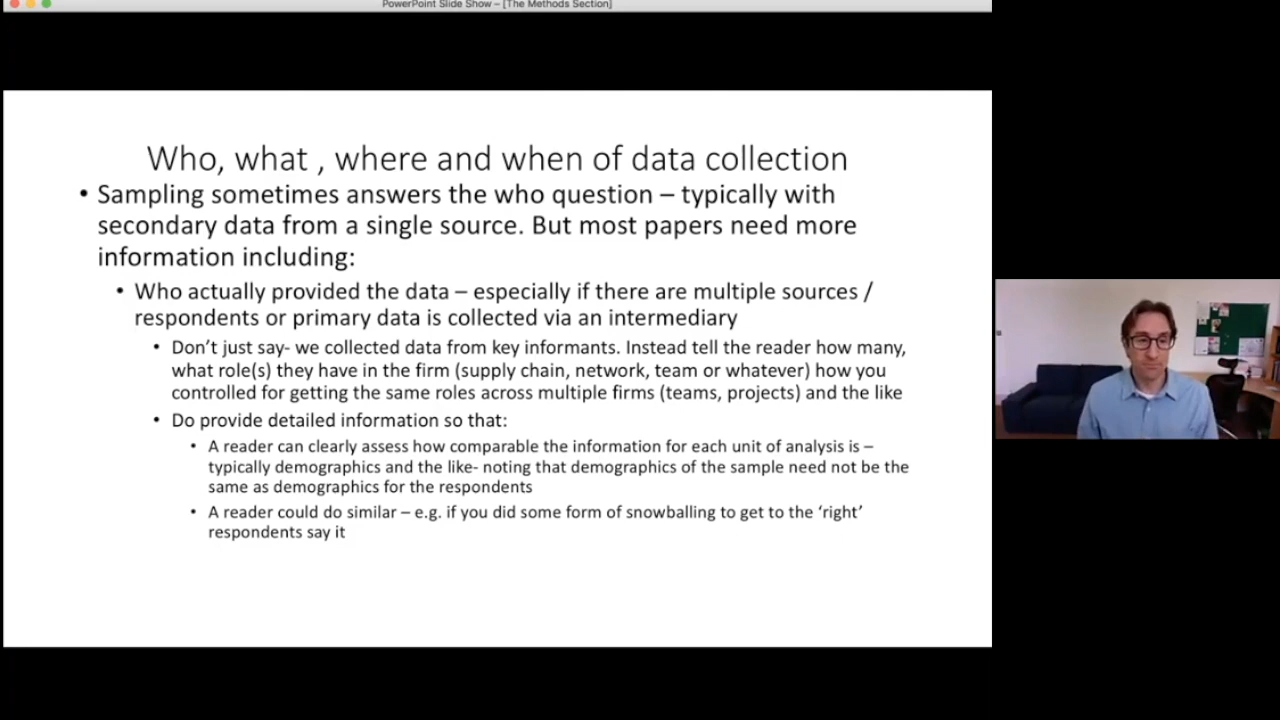 PowerPoint Slide Show – [The Methods Section]
Who, what , where and when of data collection
• Sampling sometimes answers the who question – typically with
secondary data from a single source. But most papers need more
information including:
• Who actually provided the data – especially if there are multiple sources /
respondents or primary data is collected via an intermediary
• Don’t just say- we collected data from key informants. Instead tell the reader how many,
what role(s) they have in the firm (supply chain, network, team or whatever) how you
controlled for getting the same roles across multiple firms (teams, projects) and the like
• Do provide detailed information so that:
• A reader can clearly assess how comparable the information for each unit of analysis is –
typically demographics and the like- noting that demographics of the sample need not be the
same as demographics for the respondents
• A reader could do similar – e.g. if you did some form of snowballing to get to the ‘right’
respondents say it